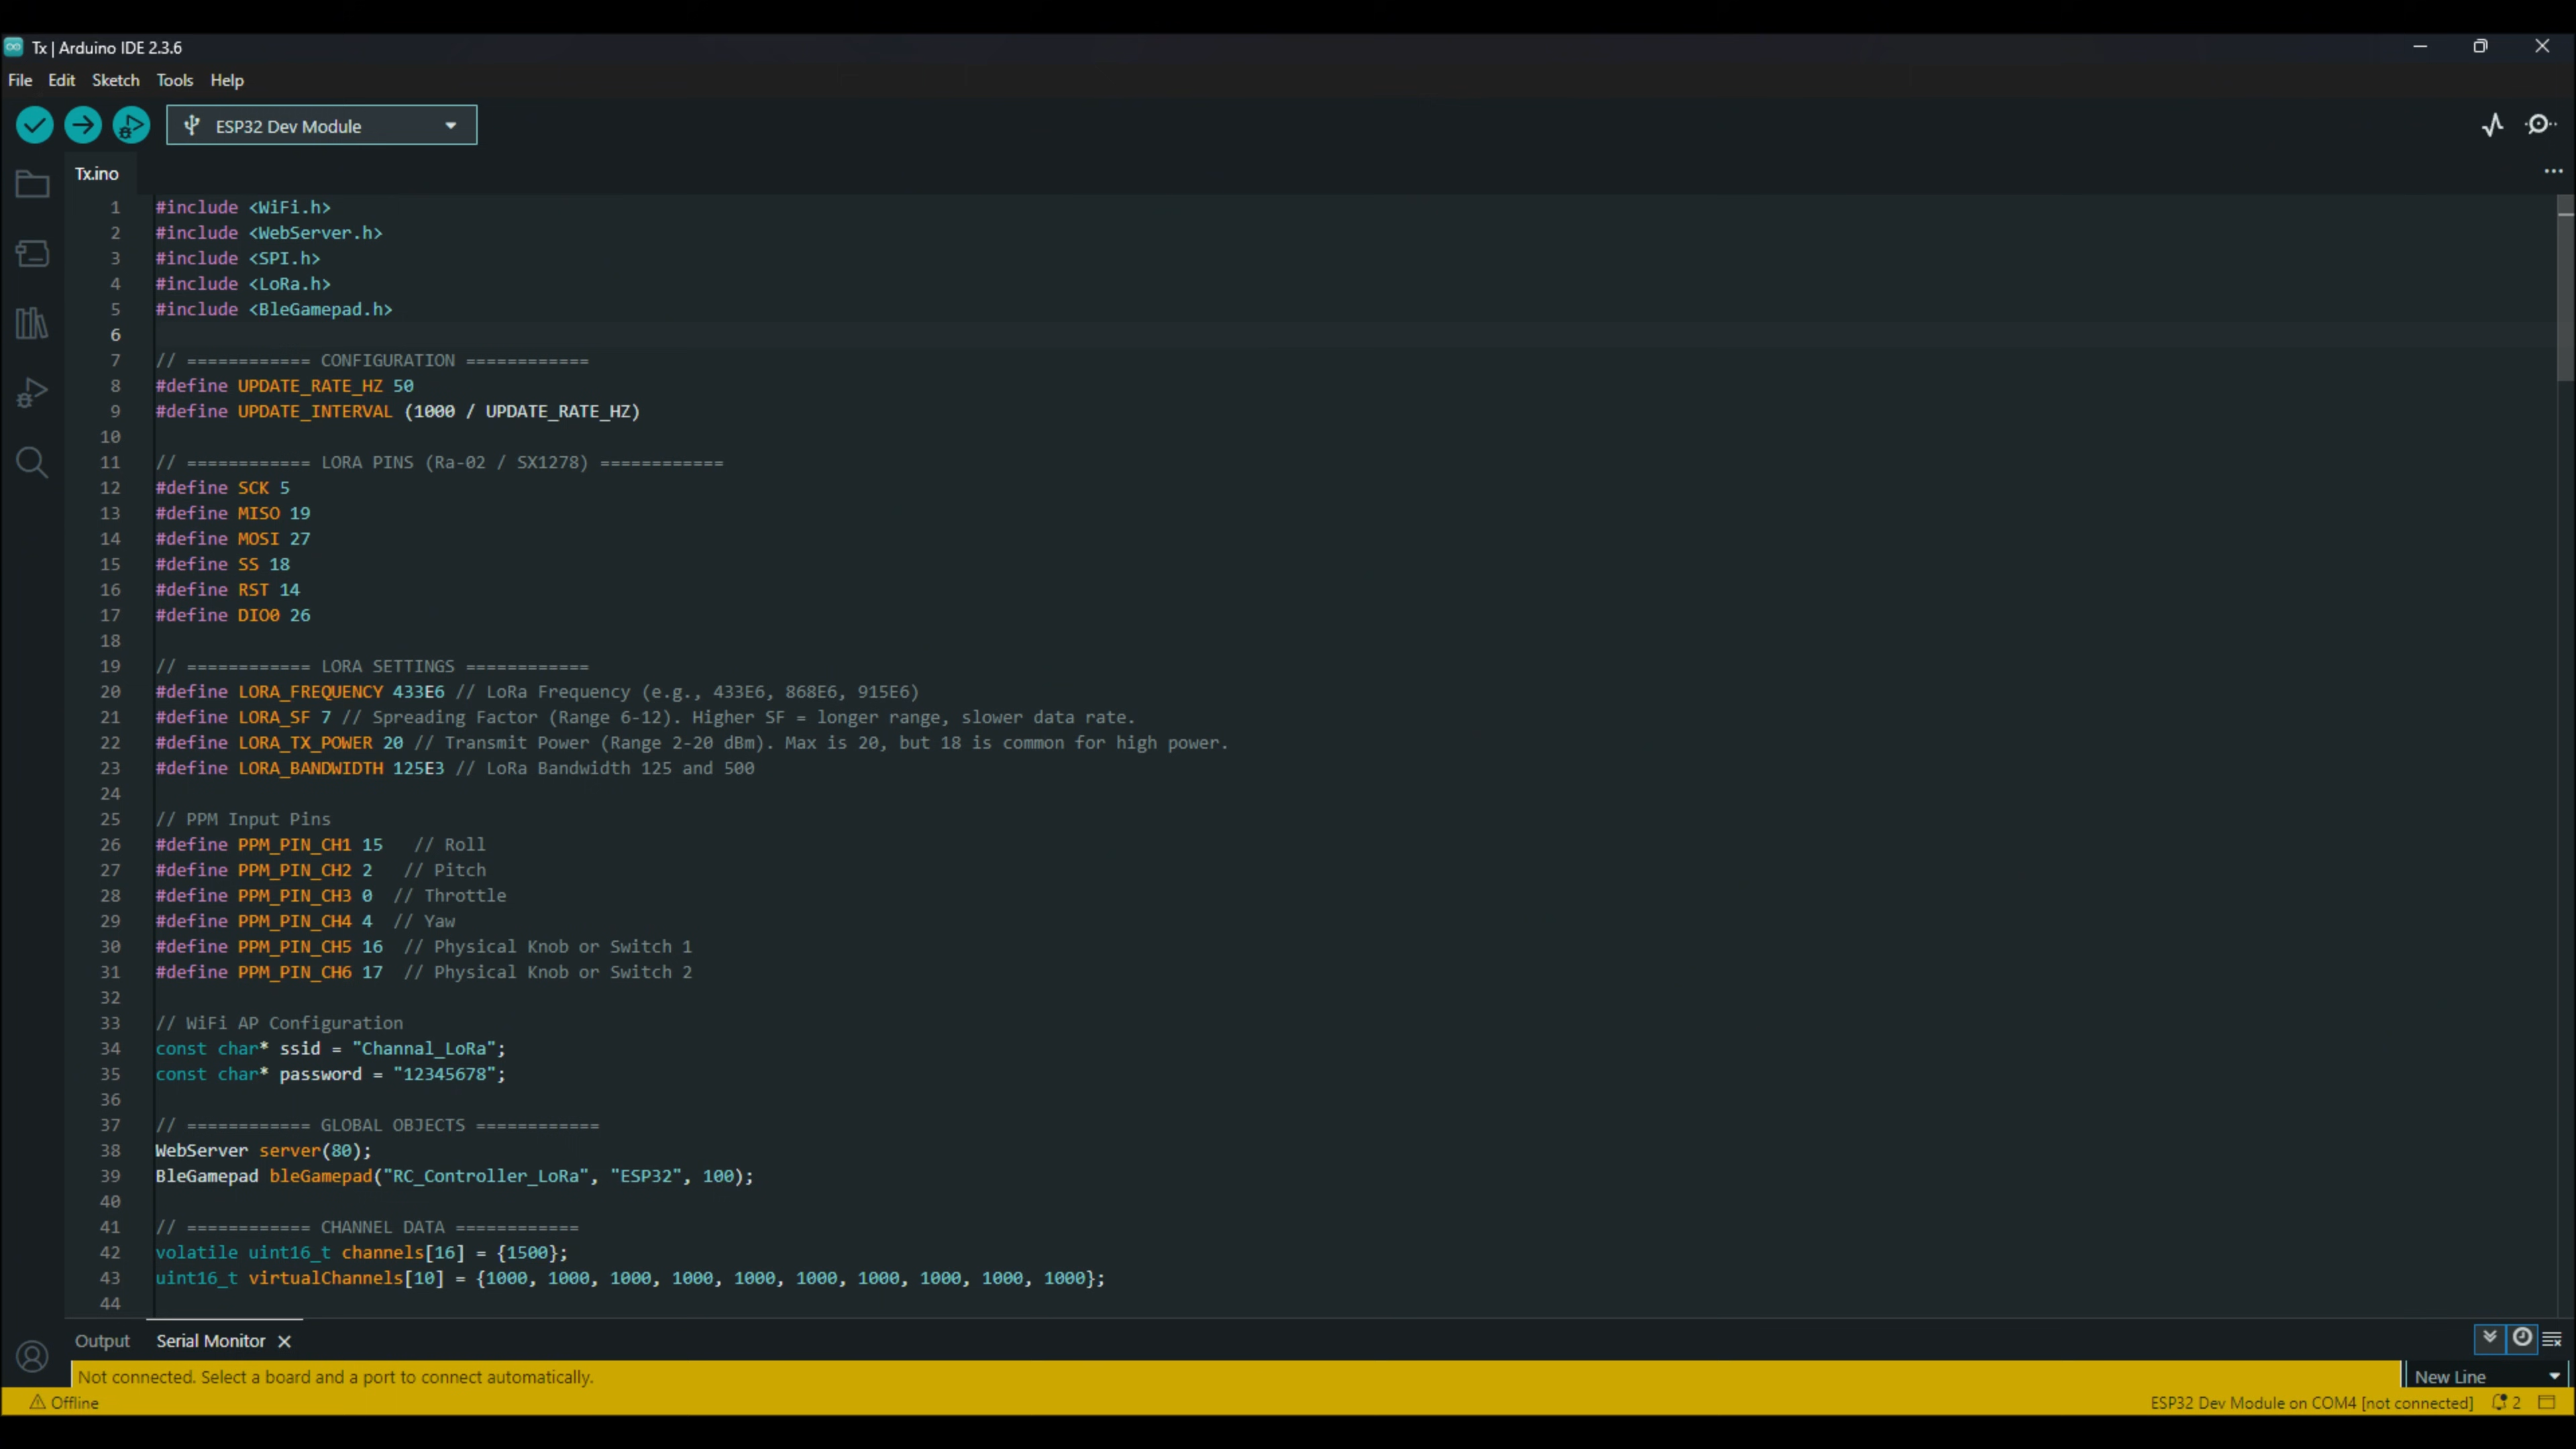 Tx | Arduino IDE 2.3.6
File Edit Sketch Tools Help
ESP32 Dev Module
Tx.ino
1 #include <WiFi.h>
2 #include <WebServer.h>
3 #include <SPI.h>
4 #include <LoRa.h>
5 #include <BleGamepad.h>
6
7 // ============ CONFIGURATION ============
8 #define UPDATE_RATE_HZ 50
9 #define UPDATE_INTERVAL (1000 / UPDATE_RATE_HZ)
10
11 // ============ LORA PINS (Ra-02 / SX1278) ============
12 #define SCK 5
13 #define MISO 19
14 #define MOSI 27
15 #define SS 18
16 #define RST 14
17 #define DIO0 26
18
19 // ============ LORA SETTINGS ============
20 #define LORA_FREQUENCY 433E6 // LoRa Frequency (e.g., 433E6, 868E6, 915E6)
21 #define LORA_SF 7 // Spreading Factor (Range 6-12). Higher SF = longer range, slower data rate.
22 #define LORA_TX_POWER 20 // Transmit Power (Range 2-20 dBm). Max is 20, but 18 is common for high power.
23 #define LORA_BANDWIDTH 125E3 // LoRa Bandwidth 125 and 500
24
25 // PPM Input Pins
26 #define PPM_PIN_CH1 15   // Roll
27 #define PPM_PIN_CH2 2   // Pitch
28 #define PPM_PIN_CH3 0  // Throttle
29 #define PPM_PIN_CH4 4  // Yaw
30 #define PPM_PIN_CH5 16  // Physical Knob or Switch 1
31 #define PPM_PIN_CH6 17  // Physical Knob or Switch 2
32
33 // WiFi AP Configuration
34 const char* ssid = "Channal_LoRa";
35 const char* password = "12345678";
36
37 // ============ GLOBAL OBJECTS ============
38 WebServer server(80);
39 BleGamepad bleGamepad("RC_Controller_LoRa", "ESP32", 100);
40
41 // ============ CHANNEL DATA ============
42 volatile uint16_t channels[16] = {1500};
43 uint16_t virtualChannels[10] = {1000, 1000, 1000, 1000, 1000, 1000, 1000, 1000, 1000, 1000};
44
Output Serial Monitor
Not connected. Select a board and a port to connect automatically. New Line
Offline ESP32 Dev Module on COM4 [not connected] 2